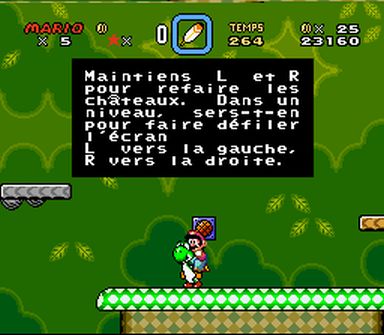 MARIO TEMPS
x 5 x 0 264 x 25
23160
Maintiens L et R
pour refaire les
châteaux. Dans un
niveau, sers-t-en
pour faire défiler
l'écran
L vers la gauche,
R vers la droite.